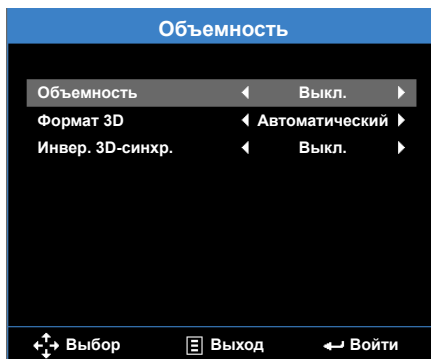 Объемность
Объемность Выкл.
Формат 3D Автоматический
Инвер. 3D-синхр. Выкл.
Выбор Выход Войти